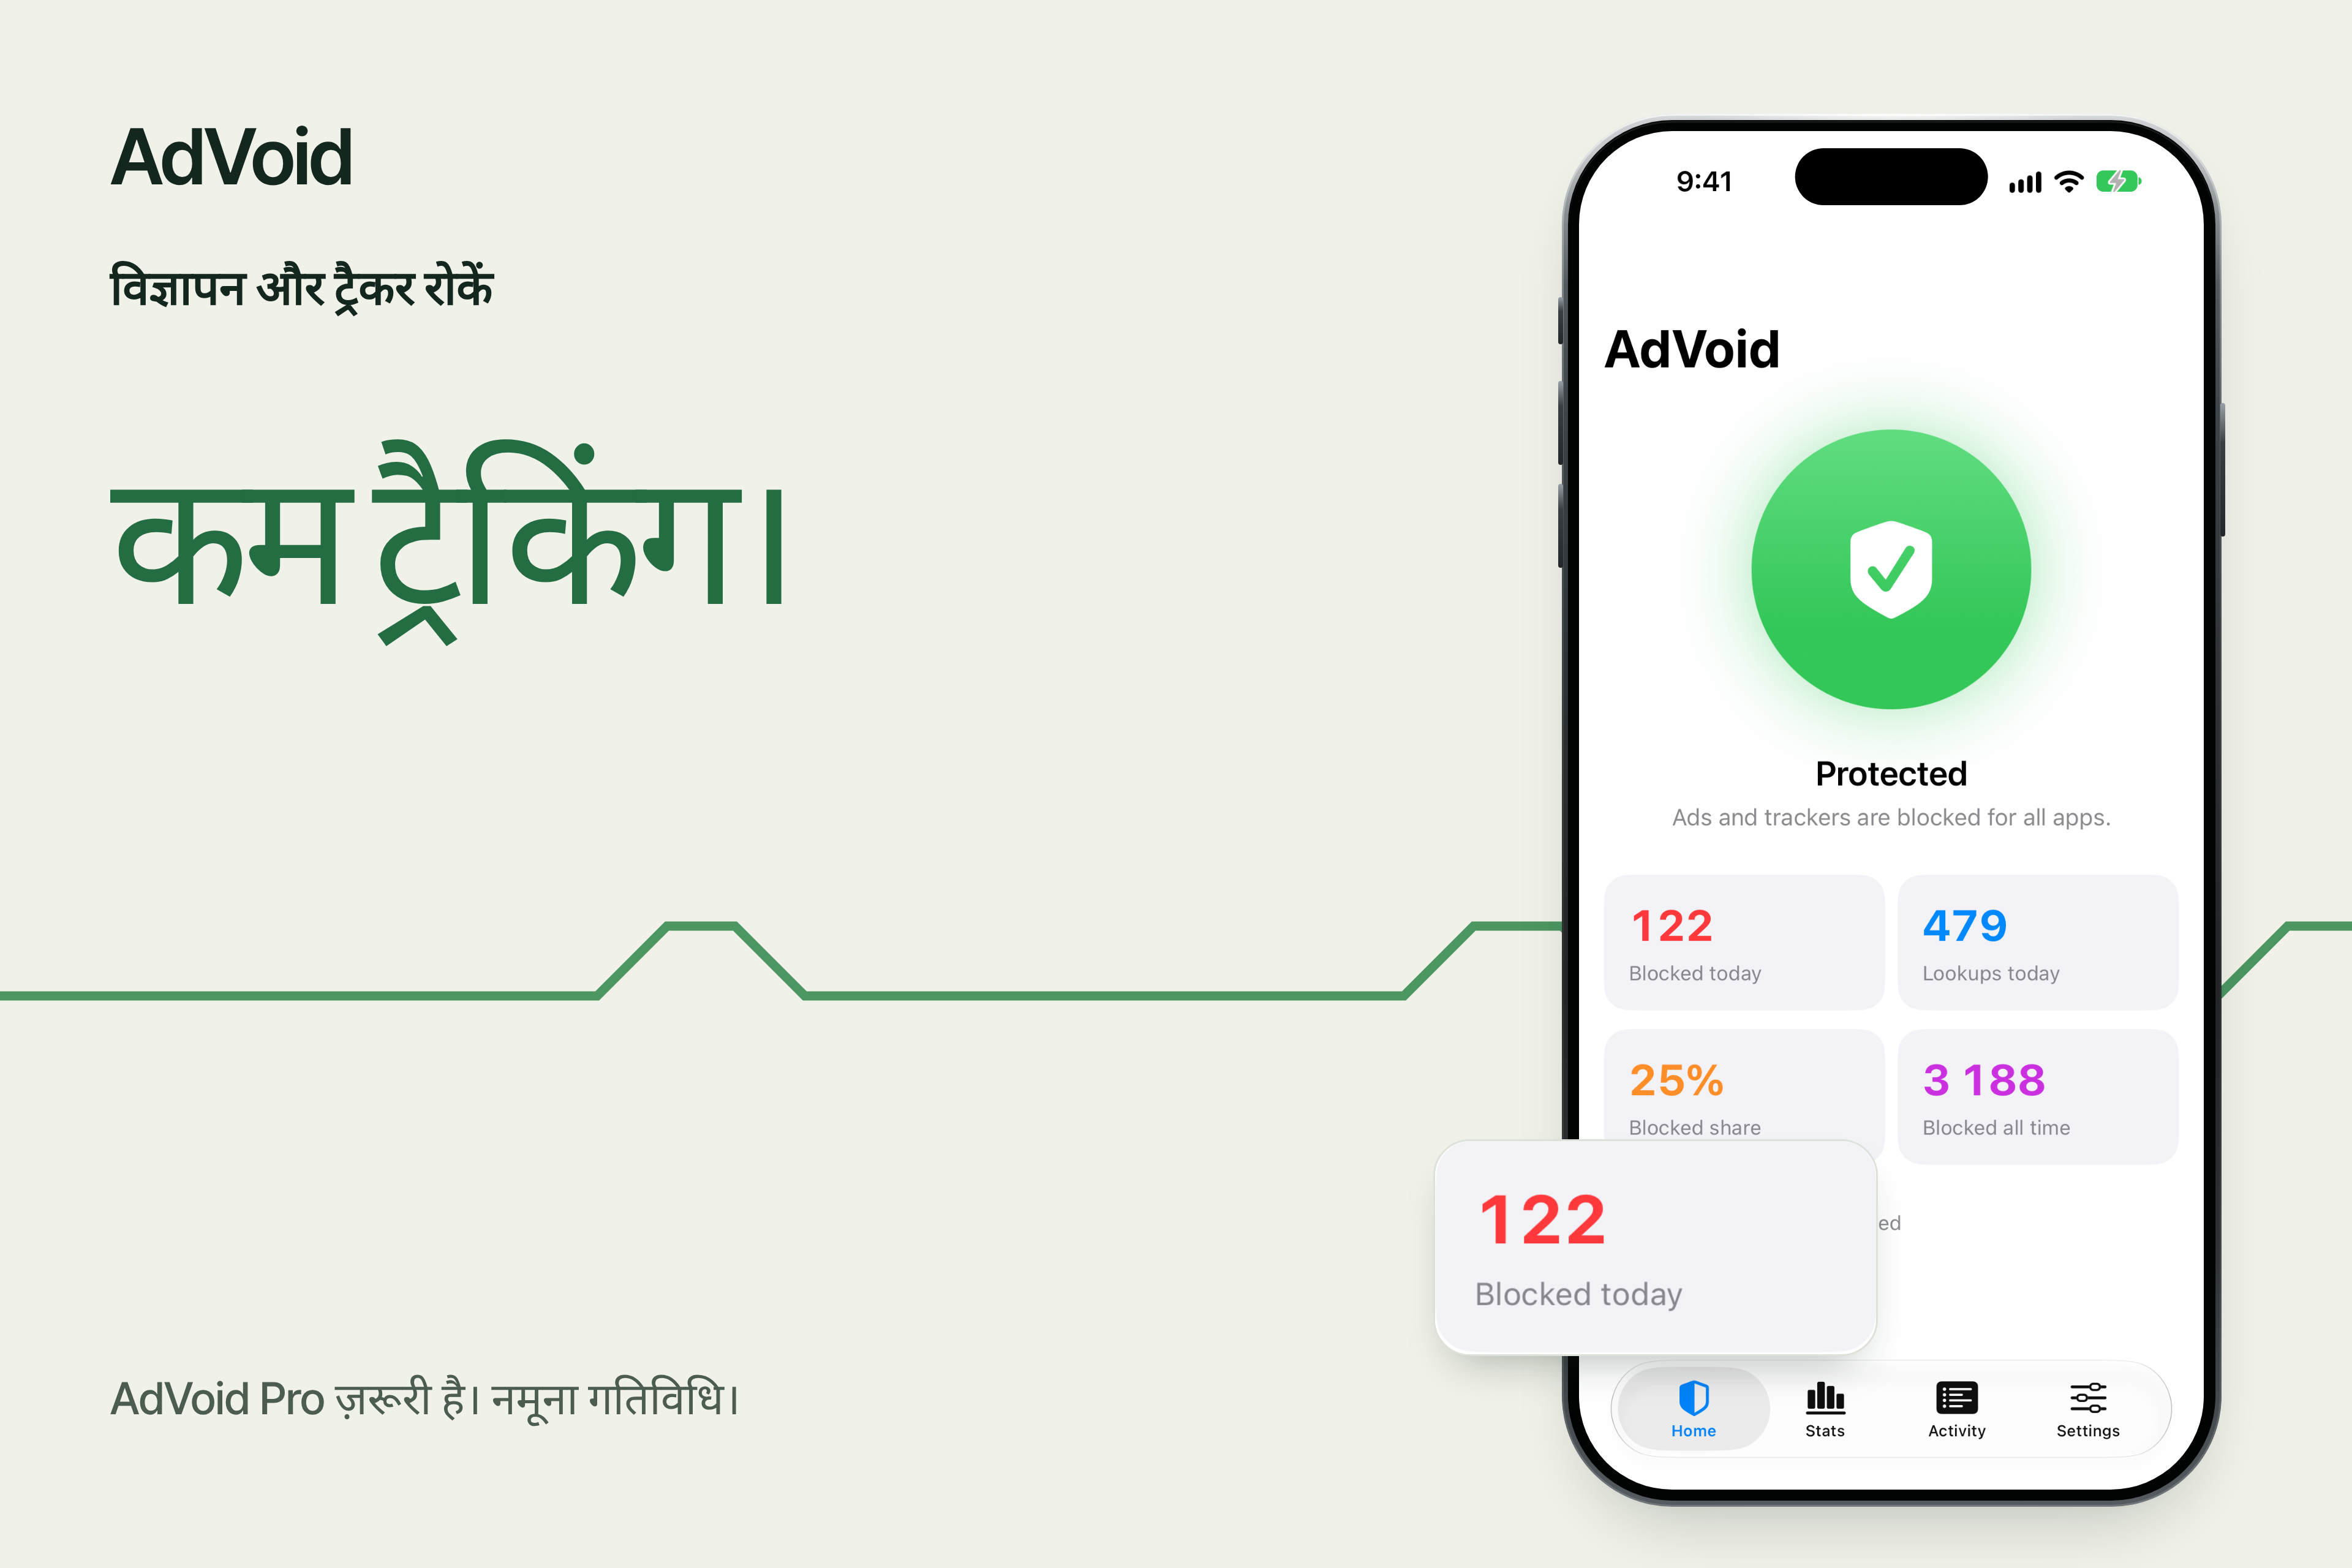 AdVoid
विज्ञापन और ट्रैकर रोकें
कम ट्रैकिंग।
AdVoid Pro ज़रूरी है। नमूना गतिविधि।
9:41
AdVoid
Protected
Ads and trackers are blocked for all apps.
122
Blocked today
479
Lookups today
25%
Blocked share
3 188
Blocked all time
122
Blocked today
Home
Stats
Activity
Settings